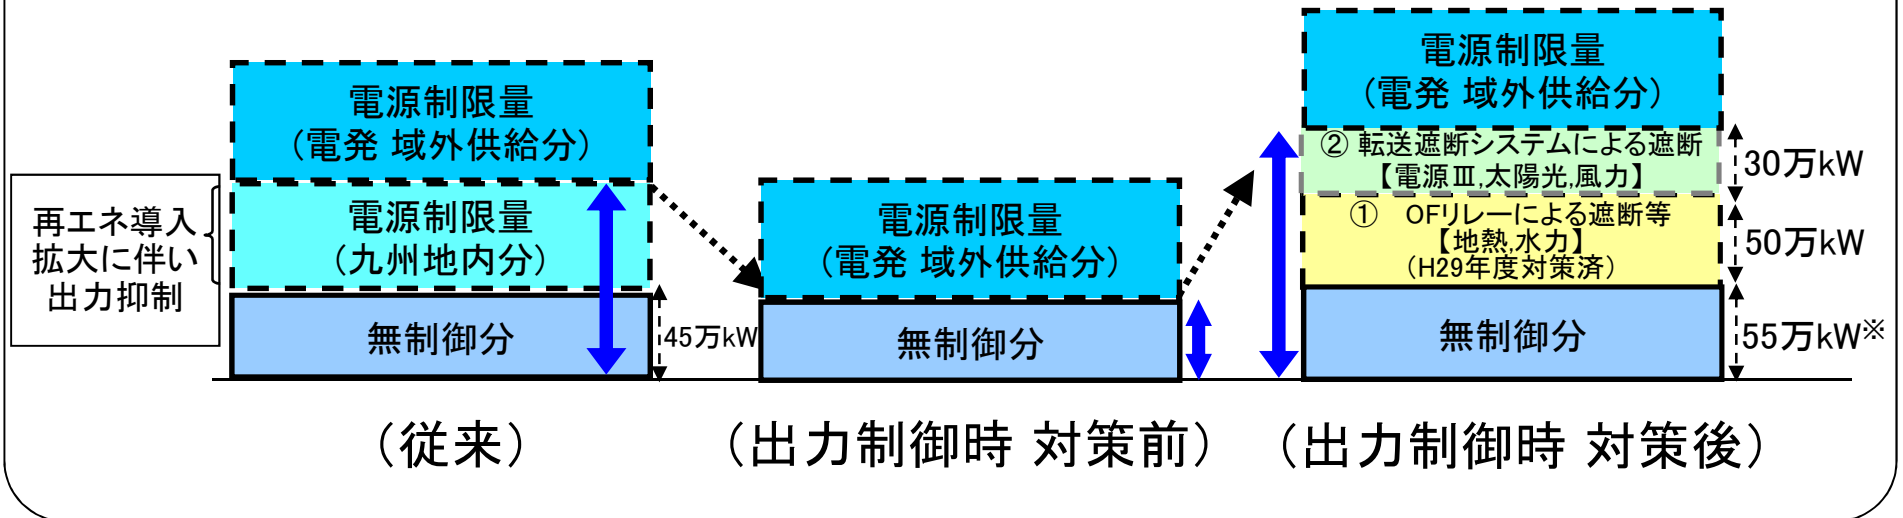 再エネ導入
拡大に伴い
出力抑制
電源制限量
(電発 域外供給分)
電源制限量
(九州地内分)
無制御分
45万kW
(従来)
電源制限量
(電発 域外供給分)
無制御分
(出力制御時 対策前)
電源制限量
(電発 域外供給分)
② 転送遮断システムによる遮断
【電源Ⅲ,太陽光,風力】
① OFリレーによる遮断等
【地熱,水力】
(H29年度対策済)
無制御分
30万kW
50万kW
55万kW※
(出力制御時 対策後)